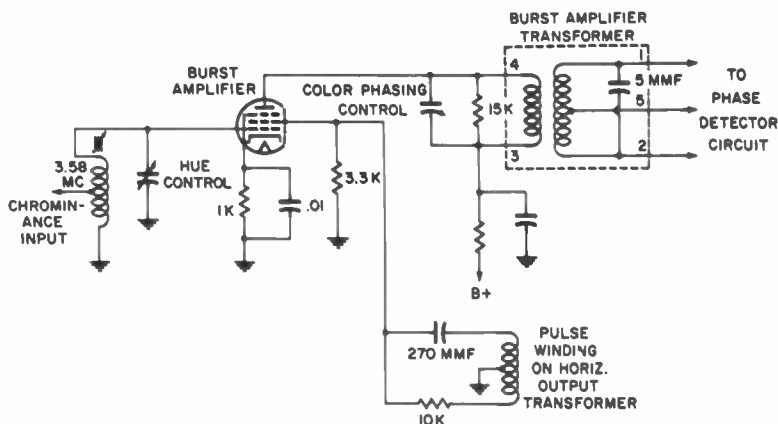 BURST AMPLIFIER
TRANSFORMER
BURST
AMPLIFIER
COLOR PHASING
CONTROL
4
1
15K
5 MMF
5
3
2
TO
PHASE
DETECTOR
CIRCUIT
3.58
MC
CHROMIN-
ANCE
INPUT
HUE
CONTROL
1K
.01
3.3K
B+
270 MMF
10K
PULSE
WINDING
ON HORIZ.
OUTPUT
TRANSFORMER